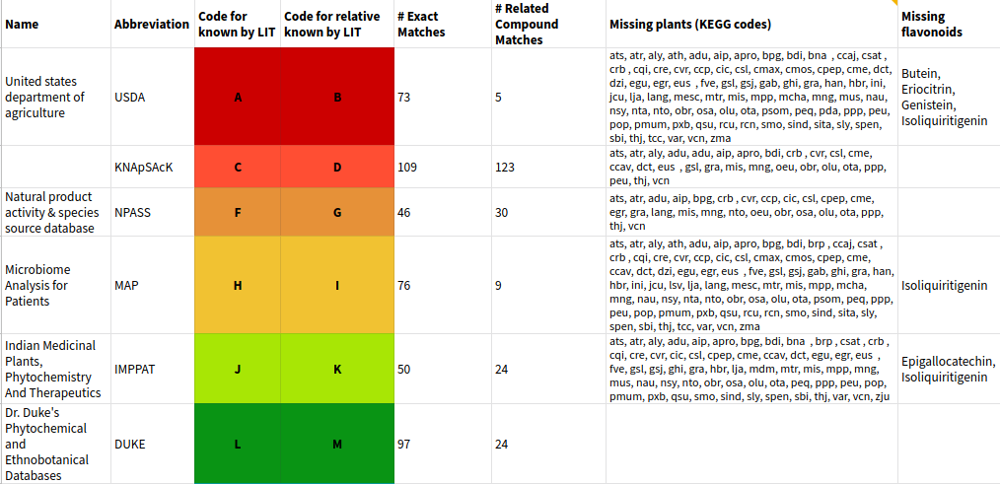 Name
Abbreviation
Code for
known by LIT
Code for relative
known by LIT
# Exact
Matches
# Related
Compound
Matches
Missing plants (KEGG codes)
Missing
flavonoids
United states
department of
agriculture
USDA
A
B
73
5
ats, atr, aly, ath, adu, aip, apro, bpg, bdi, bna , ccaj, csat ,
crb , cqi, cre, cvr, ccp, cic, csl, cmax, cmos, cpep, cme, dct,
dzi, egu, egr, eus , fve, gsl, gsj, gab, ghi, gra, han, hbr, ini,
jcu, lja, lang, mesc, mtr, mis, mpp, mcha, mng, mus, nau,
nsy, nta, nto, obr, osa, olu, ota, psom, peq, pda, ppp, peu,
pop, pmum, pxb, qsu, rcu, rcn, smo, sind, sita, sly, spen,
sbi, thj, tcc, var, vcn, zma
Butein,
Eriocitrin,
Genistein,
Isoliquiritigenin
KNApSAcK
C
D
109
123
ats, atr, aly, adu, adu, aip, apro, bdi, crb , cvr, csl, cme,
ccav, dct, eus , gsl, gra, mis, mng, oeu, obr, olu, ota, ppp,
peu, thj, vcn
Natural product
activity & species
source database
NPASS
F
G
46
30
ats, atr, adu, aip, bpg, crb , cvr, ccp, cic, csl, cpep, cme,
egr, gra, lang, mis, mng, nto, oeu, obr, osa, olu, ota, ppp,
thj, vcn
Microbiome
Analysis for
Patients
MAP
H
I
76
9
ats, atr, aly, ath, adu, aip, apro, bpg, bdi, brp , ccaj, csat ,
crb , cqi, cre, cvr, ccp, cic, csl, cmax, cmos, cpep, cme,
ccav, dct, dzi, egu, egr, eus , fve, gsl, gsj, gab, ghi, gra, han,
hbr, ini, jcu, lsv, lja, lang, mesc, mtr, mis, mpp, mcha,
mng, nau, nsy, nta, nto, obr, osa, olu, ota, psom, peq, ppp,
peu, pop, pmum, pxb, qsu, rcu, rcn, smo, sind, sita, sly,
spen, sbi, thj, tcc, var, vcn, zma
Isoliquiritigenin
Indian Medicinal
Plants,
Phytochemistry
And Therapeutics
IMPPAT
J
K
50
24
ats, atr, aly, adu, aip, apro, bpg, bdi, bna , brp , csat , crb ,
cqi, cre, cvr, cic, csl, cpep, cme, ccav, dct, egu, egr, eus ,
fve, gsl, gsj, ghi, gra, hbr, lja, mdm, mtr, mis, mpp, mng,
mus, nau, nsy, nto, obr, osa, olu, ota, peq, ppp, peu, pop,
pmum, pxb, qsu, smo, sind, sly, spen, sbi, thj, var, vcn, zju
Epigallocatechin,
Isoliquiritigenin
Dr. Duke's
Phytochemical
and
Ethnobotanical
Databases
DUKE
L
M
97
24